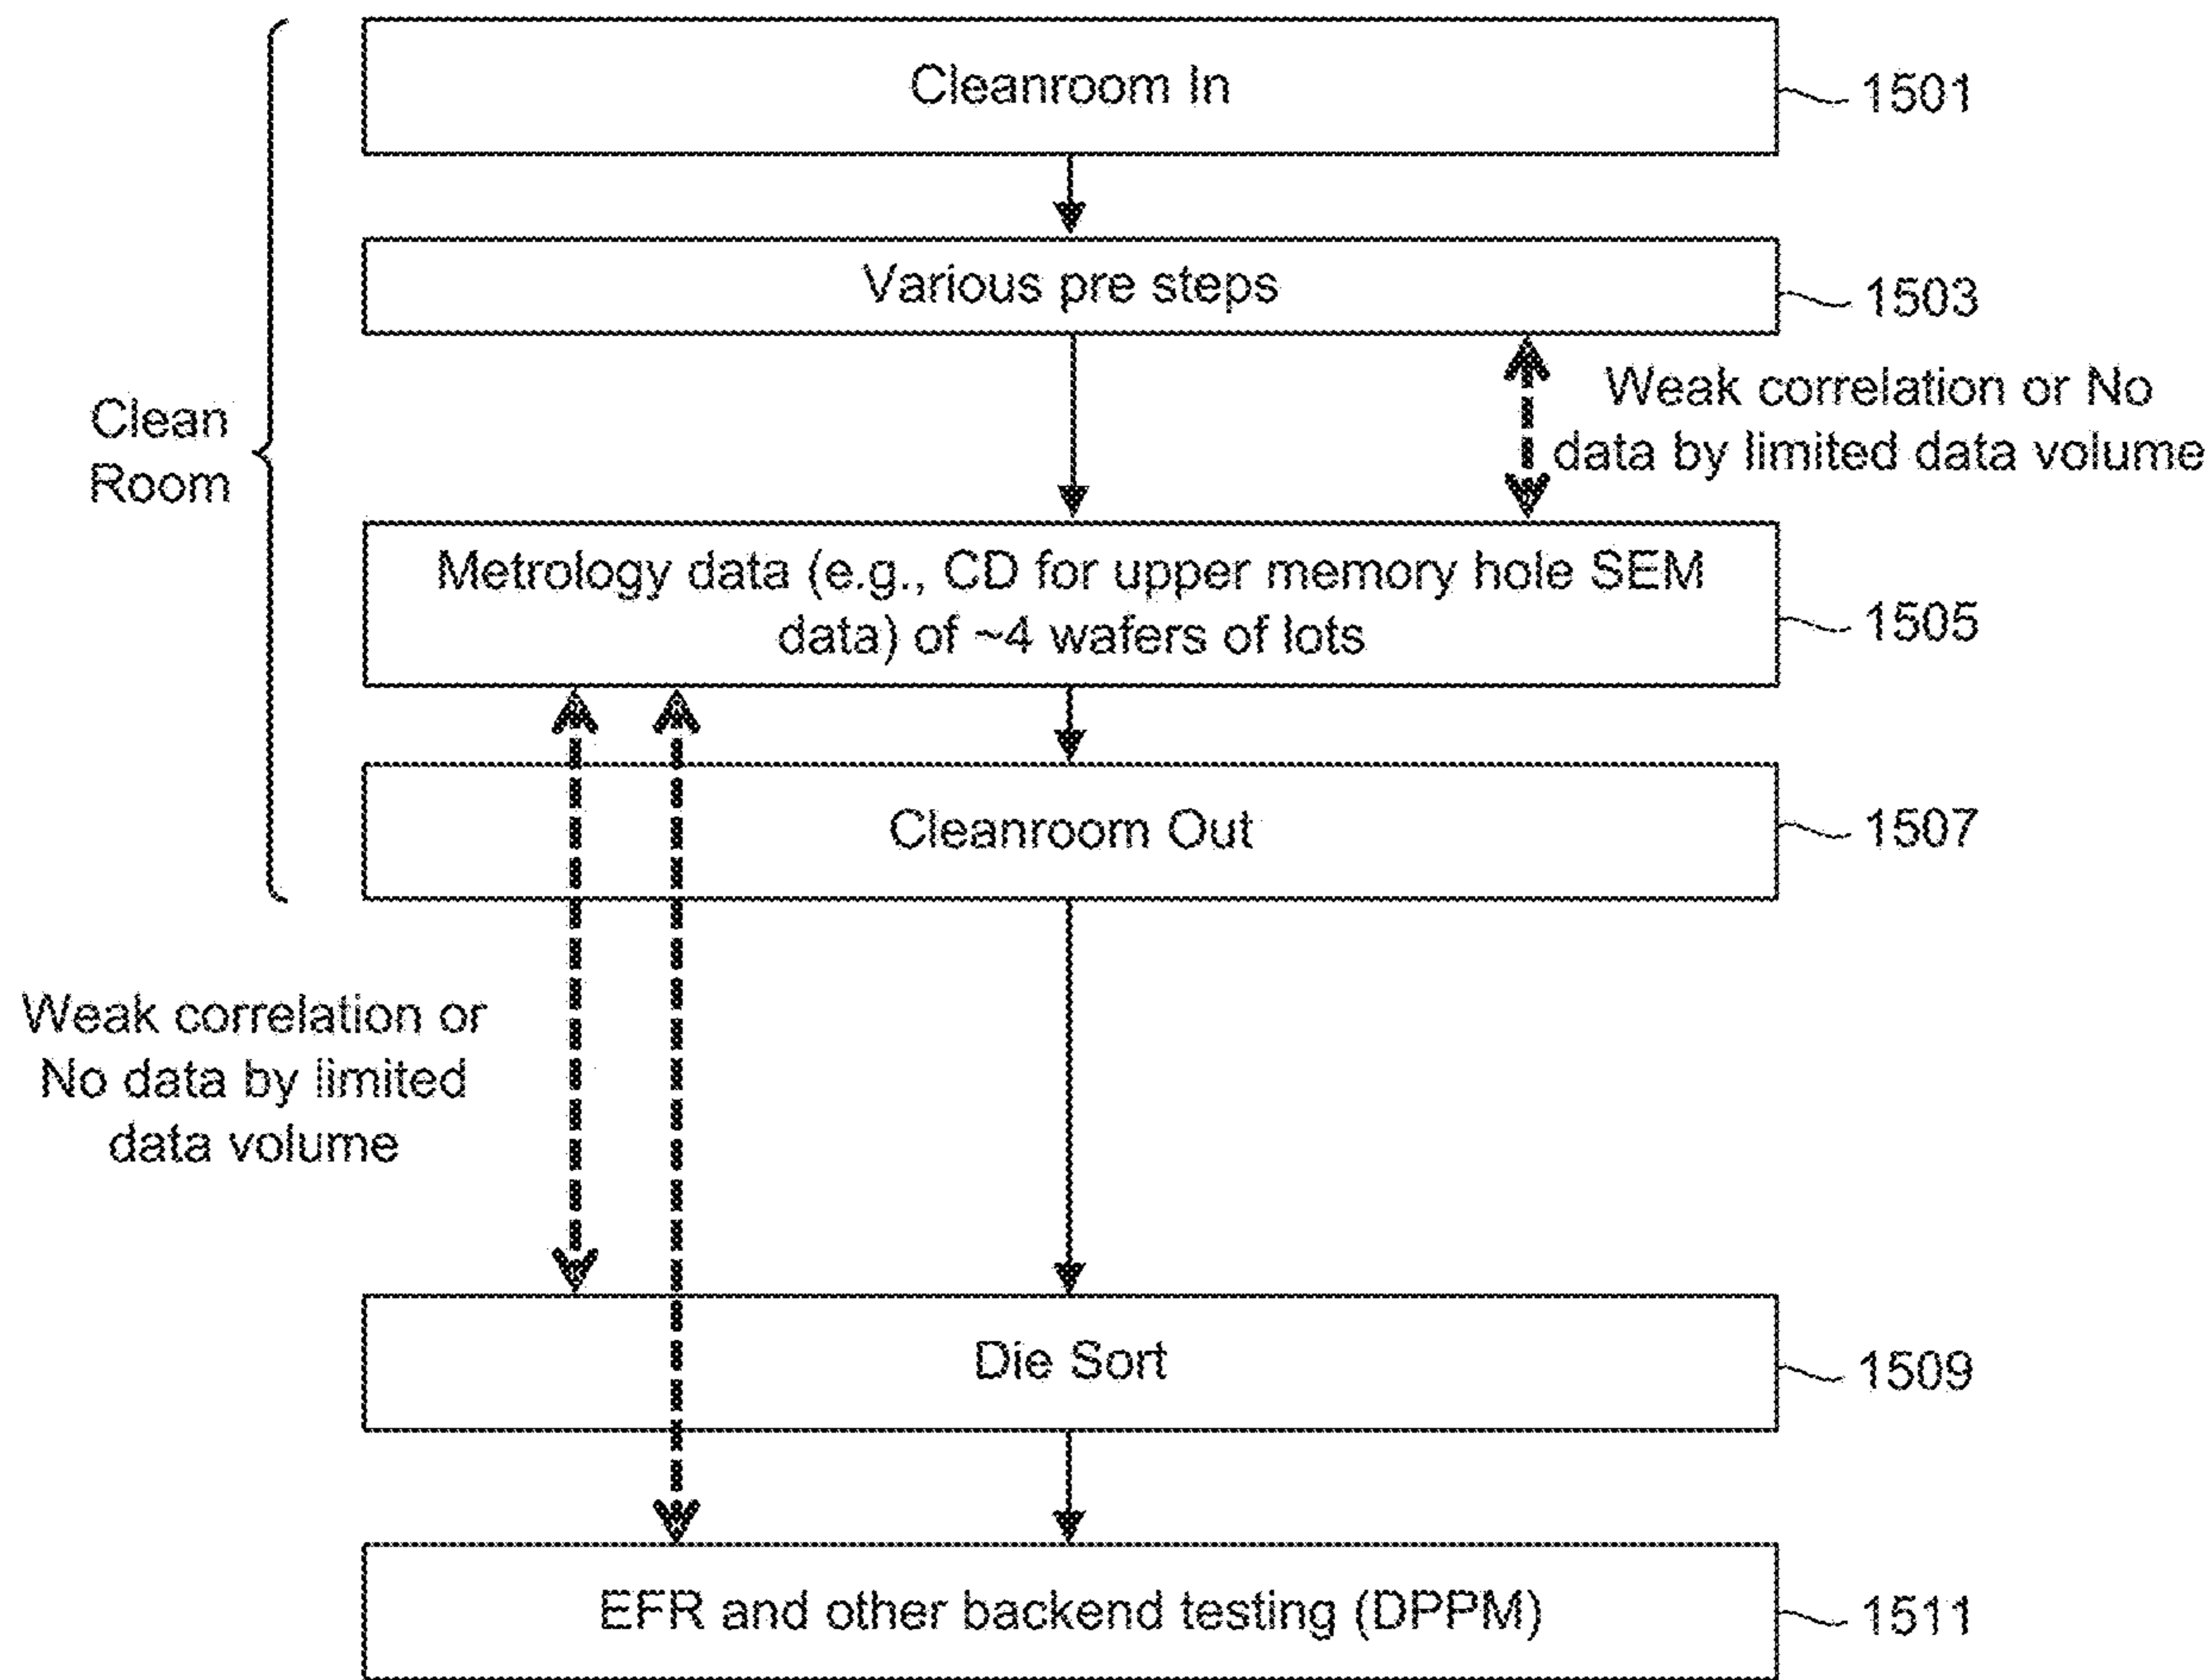 Cleanroom In
1501
Various pre steps
1503
Weak correlation or No
data by limited data volume
Clean
Room
Metrology data (e.g., CD for upper memory hole SEM
data) of ~4 wafers of lots
1505
Cleanroom Out
1507
Weak correlation or
No data by limited
data volume
Die Sort
1509
EFR and other backend testing (DPPM)
1511